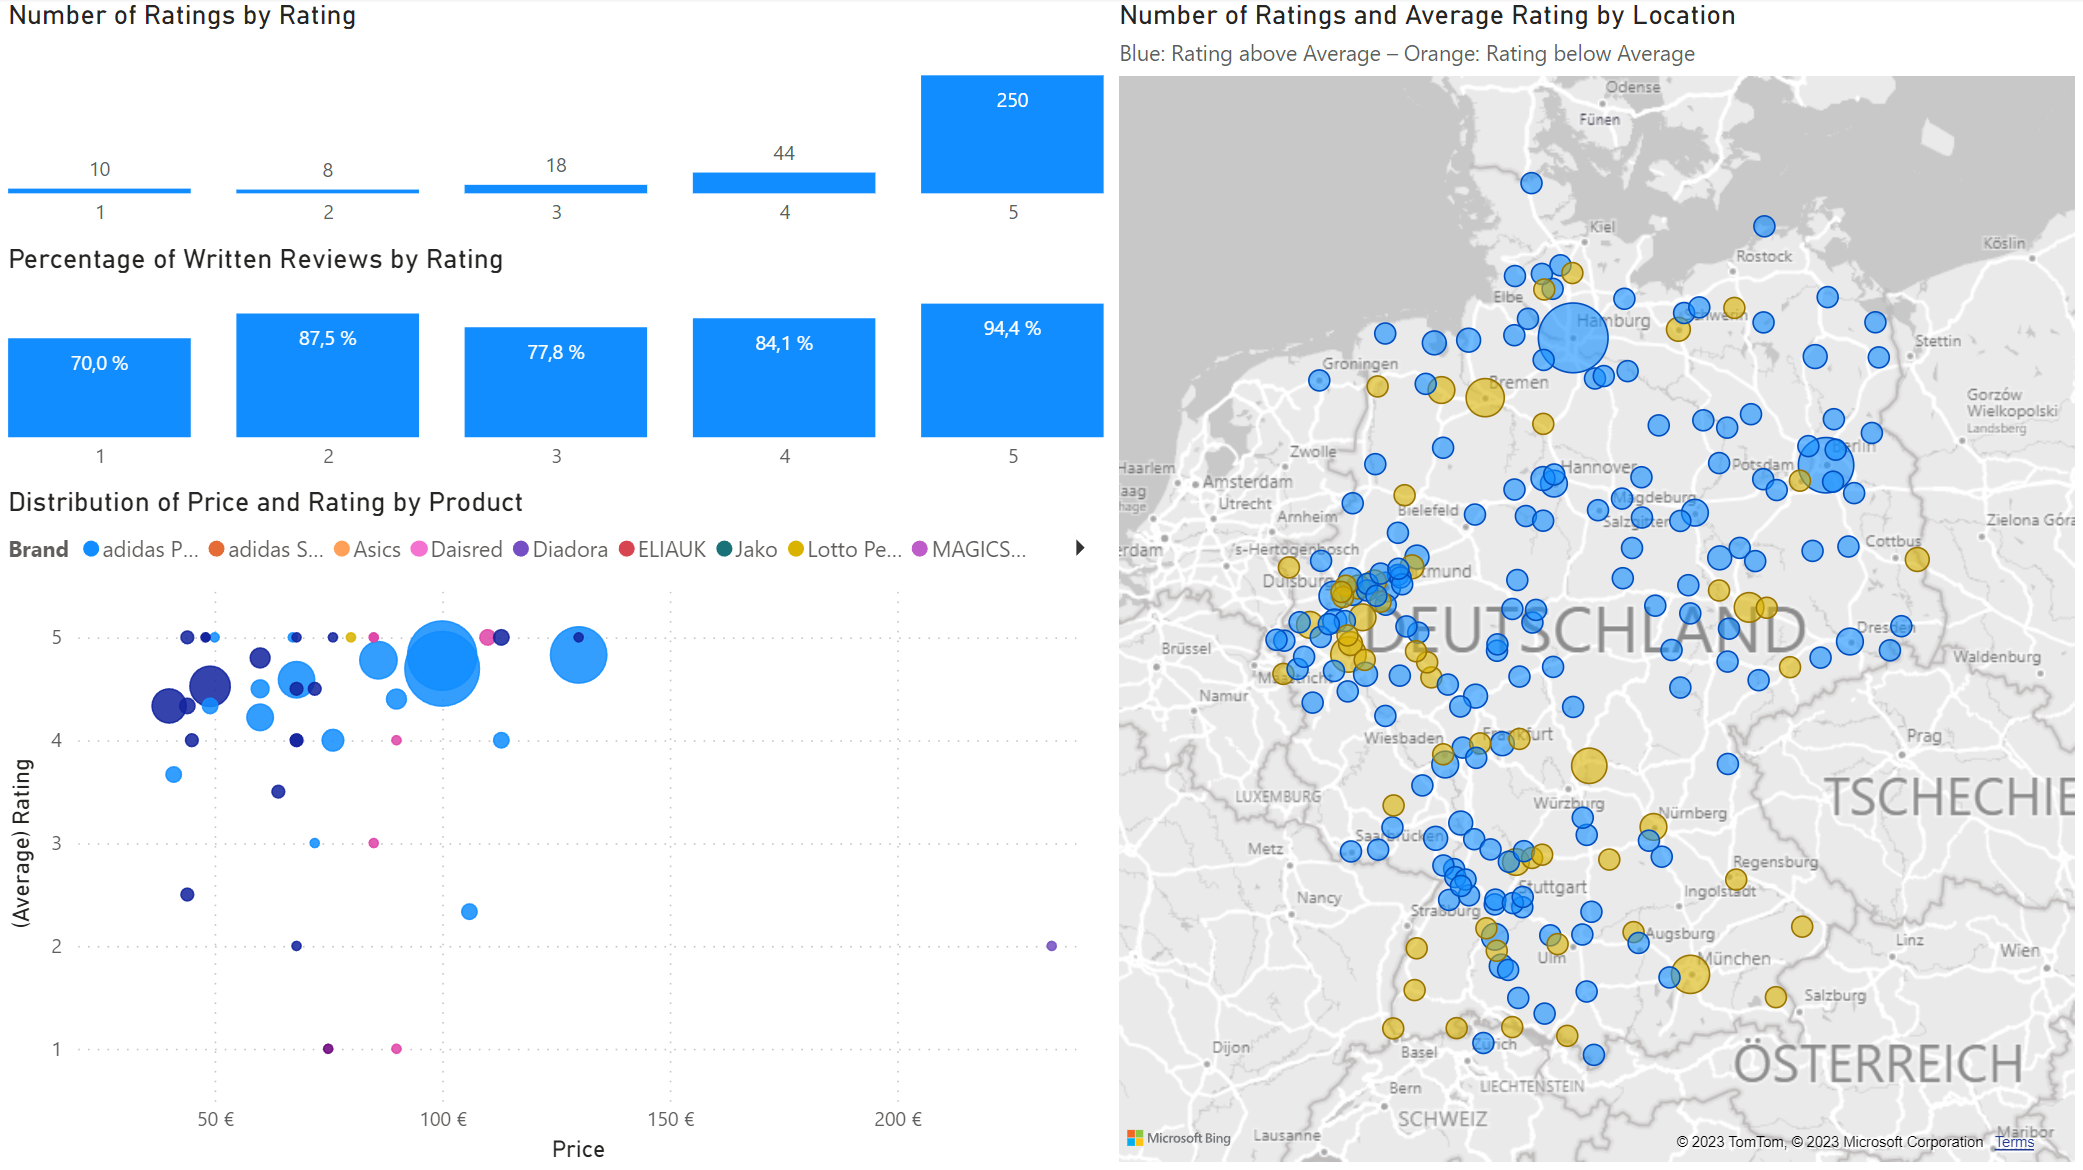 Number of Ratings by Rating
10
8
18
44
250
1
2
3
4
5
Percentage of Written Reviews by Rating
70,0 %
87,5 %
77,8 %
84,1 %
94,4 %
1
2
3
4
5
Distribution of Price and Rating by Product
Brand adidas P... adidas S... Asics Daisred Diadora ELIAUK Jako Lotto Pe... MAGICS...
(Average) Rating
5
4
3
2
1
50 €
100 €
150 €
200 €
Price
Number of Ratings and Average Rating by Location
Blue: Rating above Average – Orange: Rating below Average
Odense
Fünen
Kiel
Köslin
Rostock
Elbe
Hamburg
Stettin
Groningen
Bremen
Gorzów
Wielkopolski
Landsberg
Zwolle
Haarlem
Hannover
Potsdam
Amsterdam
Utrecht
Magdeburg
Arnheim
Bielefeld
Salzgitter
Zielona Góra
's-Hertogenbosch
Cottbus
DEUTSCHLAND
Dresden
Brüssel
Waldenburg
Maastricht
Namur
Wiesbaden
Frankfurt
Prag
LUXEMBURG
TSCHECHIE
Würzburg
Nürnberg
Saarbrücken
Metz
Regensburg
Stuttgart
Ingolstadt
Nancy
Straßburg
Augsburg
Linz
Wien
Ulm
München
Salzburg
Dijon
Basel
Zürich
ÖSTERREICH
Bern
LIECHTENSTEIN
SCHWEIZ
Lausanne
Maribor
Microsoft Bing
© 2023 TomTom, © 2023 Microsoft Corporation Terms